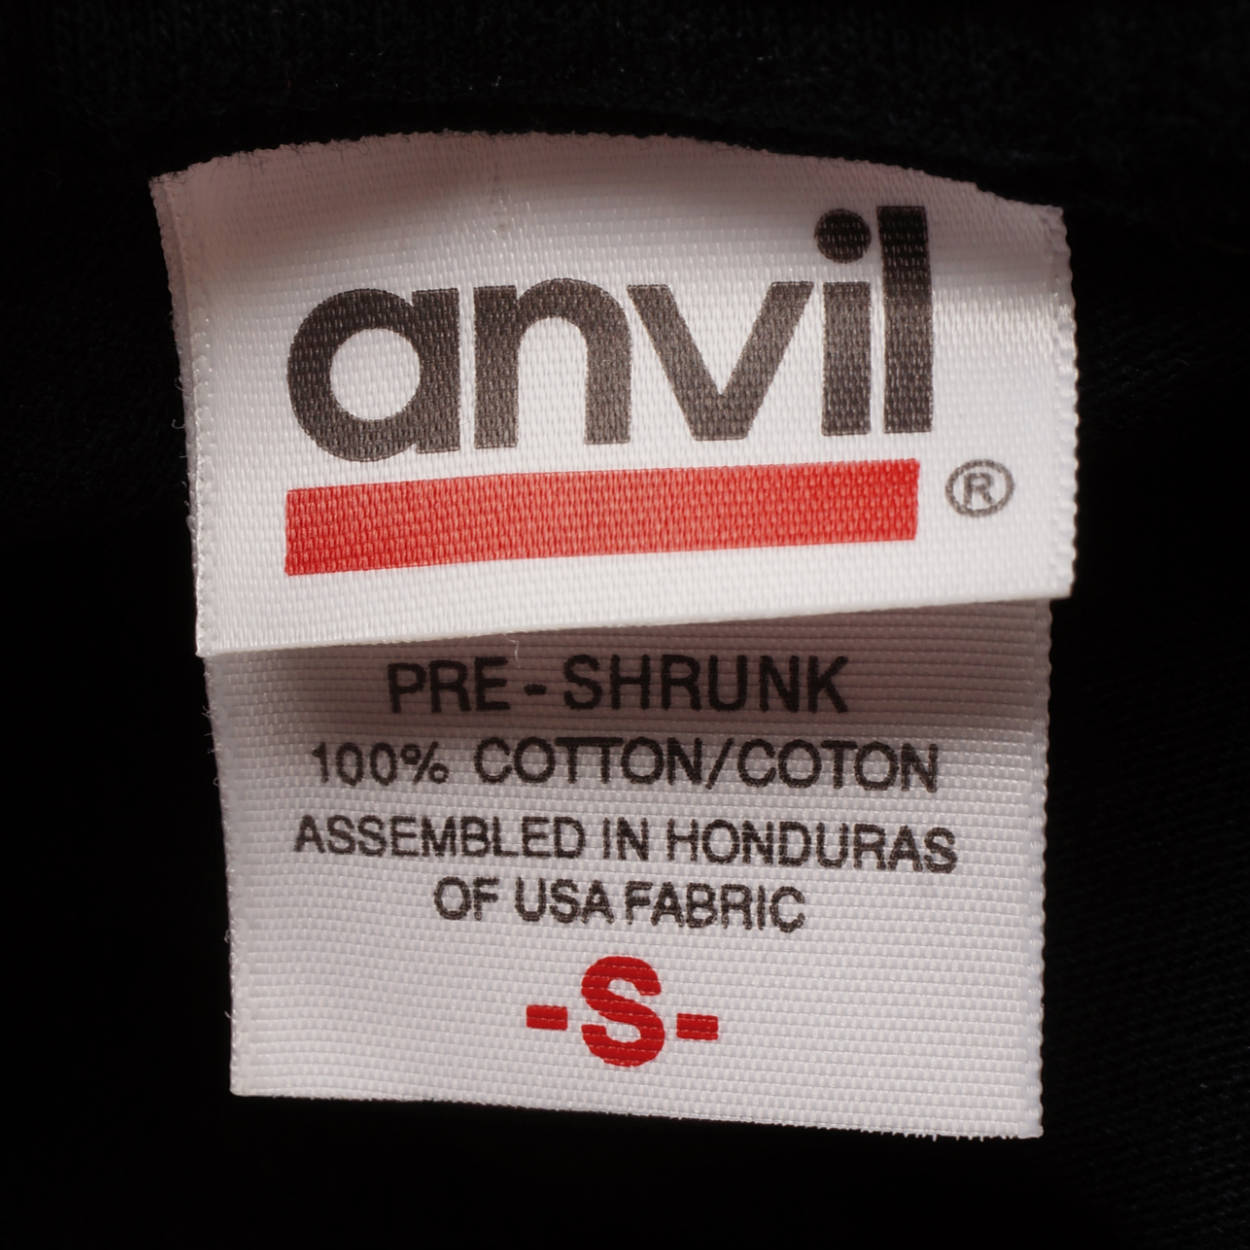 anvil
®
PRE-SHRUNK
100% COTTON/COTON
ASSEMBLED IN HONDURAS
OF USA FABRIC
-S-